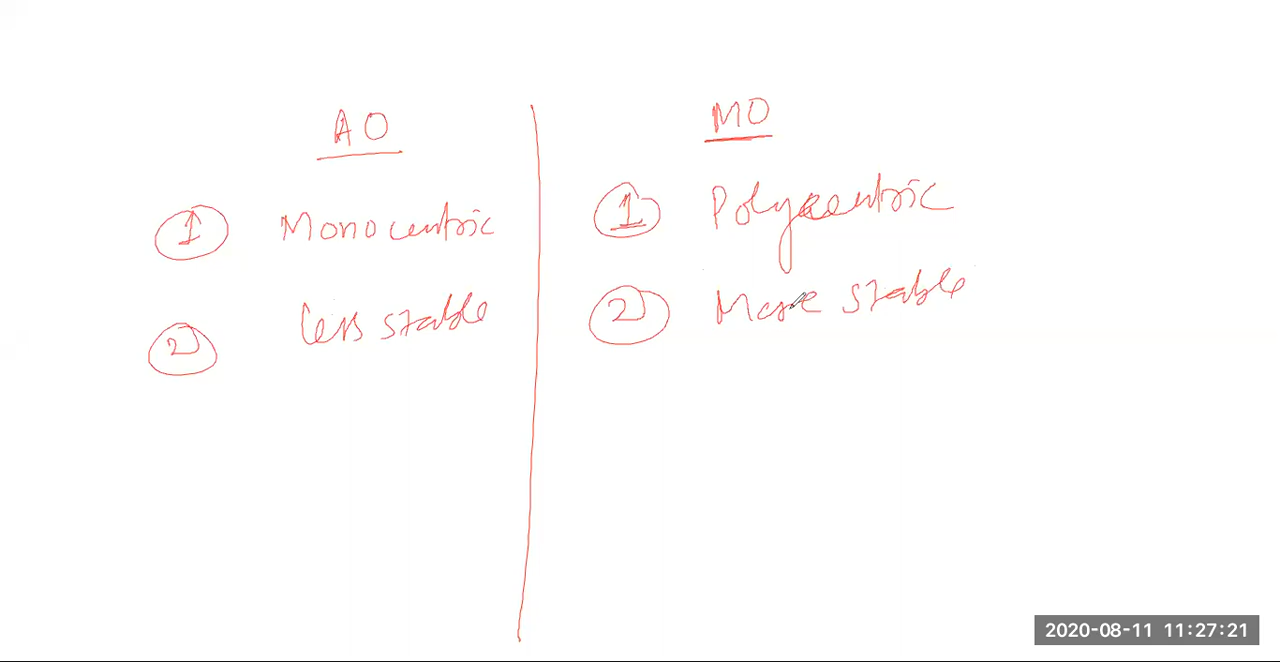 AO
① Monocentric
② less stable
MO
① Polycentric
② More stable
2020-08-11 11:27:21